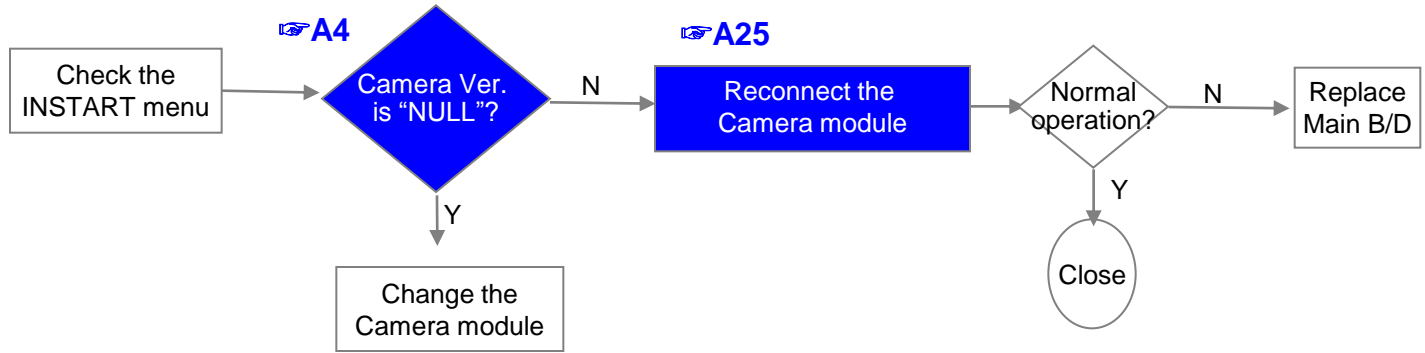 ☞A4
☞A25
Check the
INSTART menu
Camera Ver.
is “NULL”?
N
Reconnect the
Camera module
Normal
operation?
N
Replace
Main B/D
Y
Change the
Camera module
Y
Close